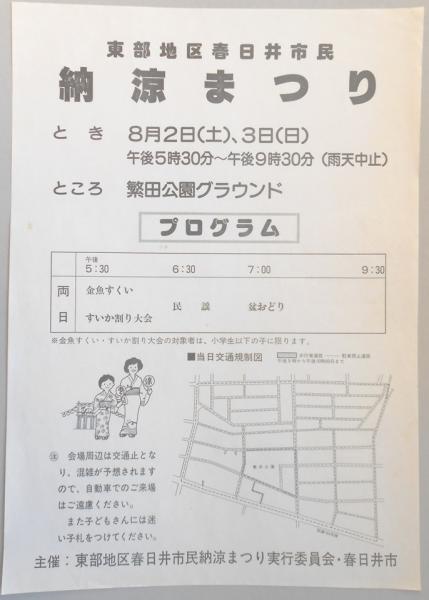 東部地区春日井市民
納涼まつり
とき 8月2日(土)、3日(日)
午後5時30分～午後9時30分（雨天中止）
ところ 繁田公園グラウンド
プログラム
午後
5:30 6:30 7:00 9:30
両日
金魚すくい
民謡 盆おどり
すいか割り大会
※金魚すくい・すいか割り大会の対象者は、小学生以下の子に限ります。
■当日交通規制図
㊟ 会場周辺は交通止とな
り、混雑が予想されます
ので、自動車でのご来場
はご遠慮ください。
また子どもさんには迷
い子札をつけてください。
主催：東部地区春日井市民納涼まつり実行委員会・春日井市